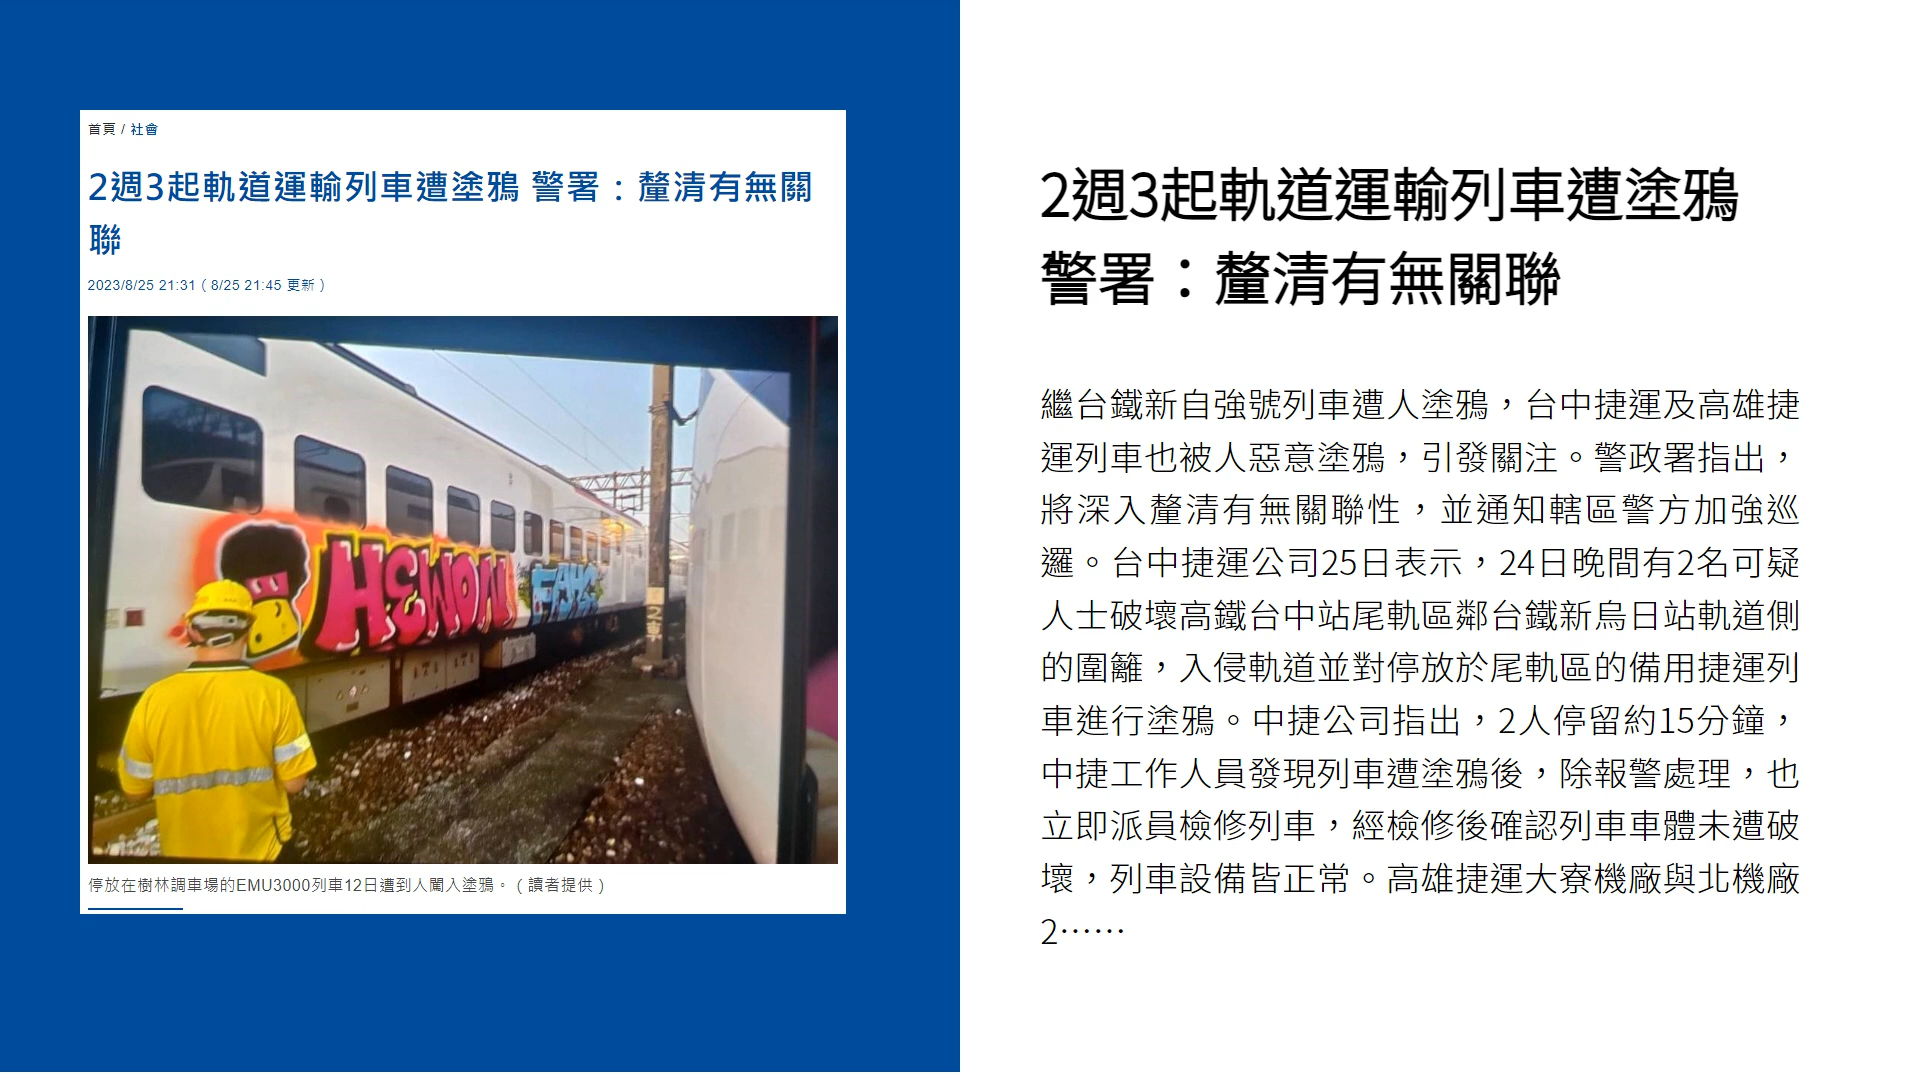 首頁 / 社會
2週3起軌道運輸列車遭塗鴉 警署：釐清有無關
聯
2023/8/25 21:31（8/25 21:45 更新）
HEWON
2車
停放在樹林調車場的EMU3000列車12日遭到人闖入塗鴉。（讀者提供）
2週3起軌道運輸列車遭塗鴉
警署：釐清有無關聯
繼台鐵新自強號列車遭人塗鴉，台中捷運及高雄捷
運列車也被人惡意塗鴉，引發關注。警政署指出，
將深入釐清有無關聯性，並通知轄區警方加強巡
邏。台中捷運公司25日表示，24日晚間有2名可疑
人士破壞高鐵台中站尾軌區鄰台鐵新烏日站軌道側
的圍籬，入侵軌道並對停放於尾軌區的備用捷運列
車進行塗鴉。中捷公司指出，2人停留約15分鐘，
中捷工作人員發現列車遭塗鴉後，除報警處理，也
立即派員檢修列車，經檢修後確認列車車體未遭破
壞，列車設備皆正常。高雄捷運大寮機廠與北機廠
2⋯⋯